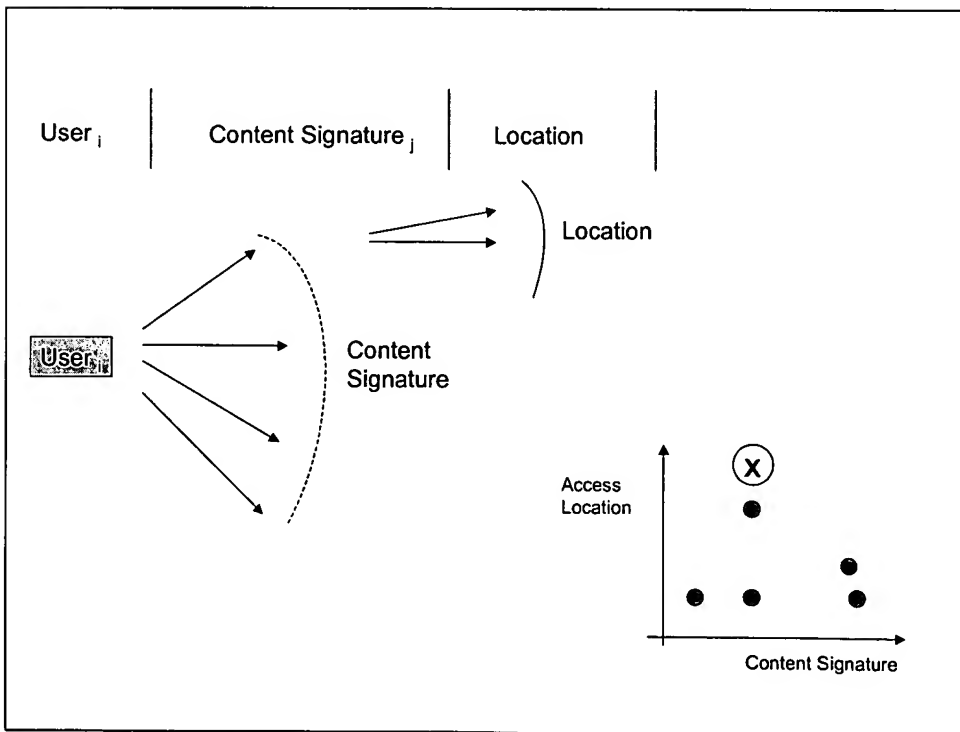 User i
Content Signature j
Location
Location
User i
Content
Signature
X
Access
Location
Content Signature